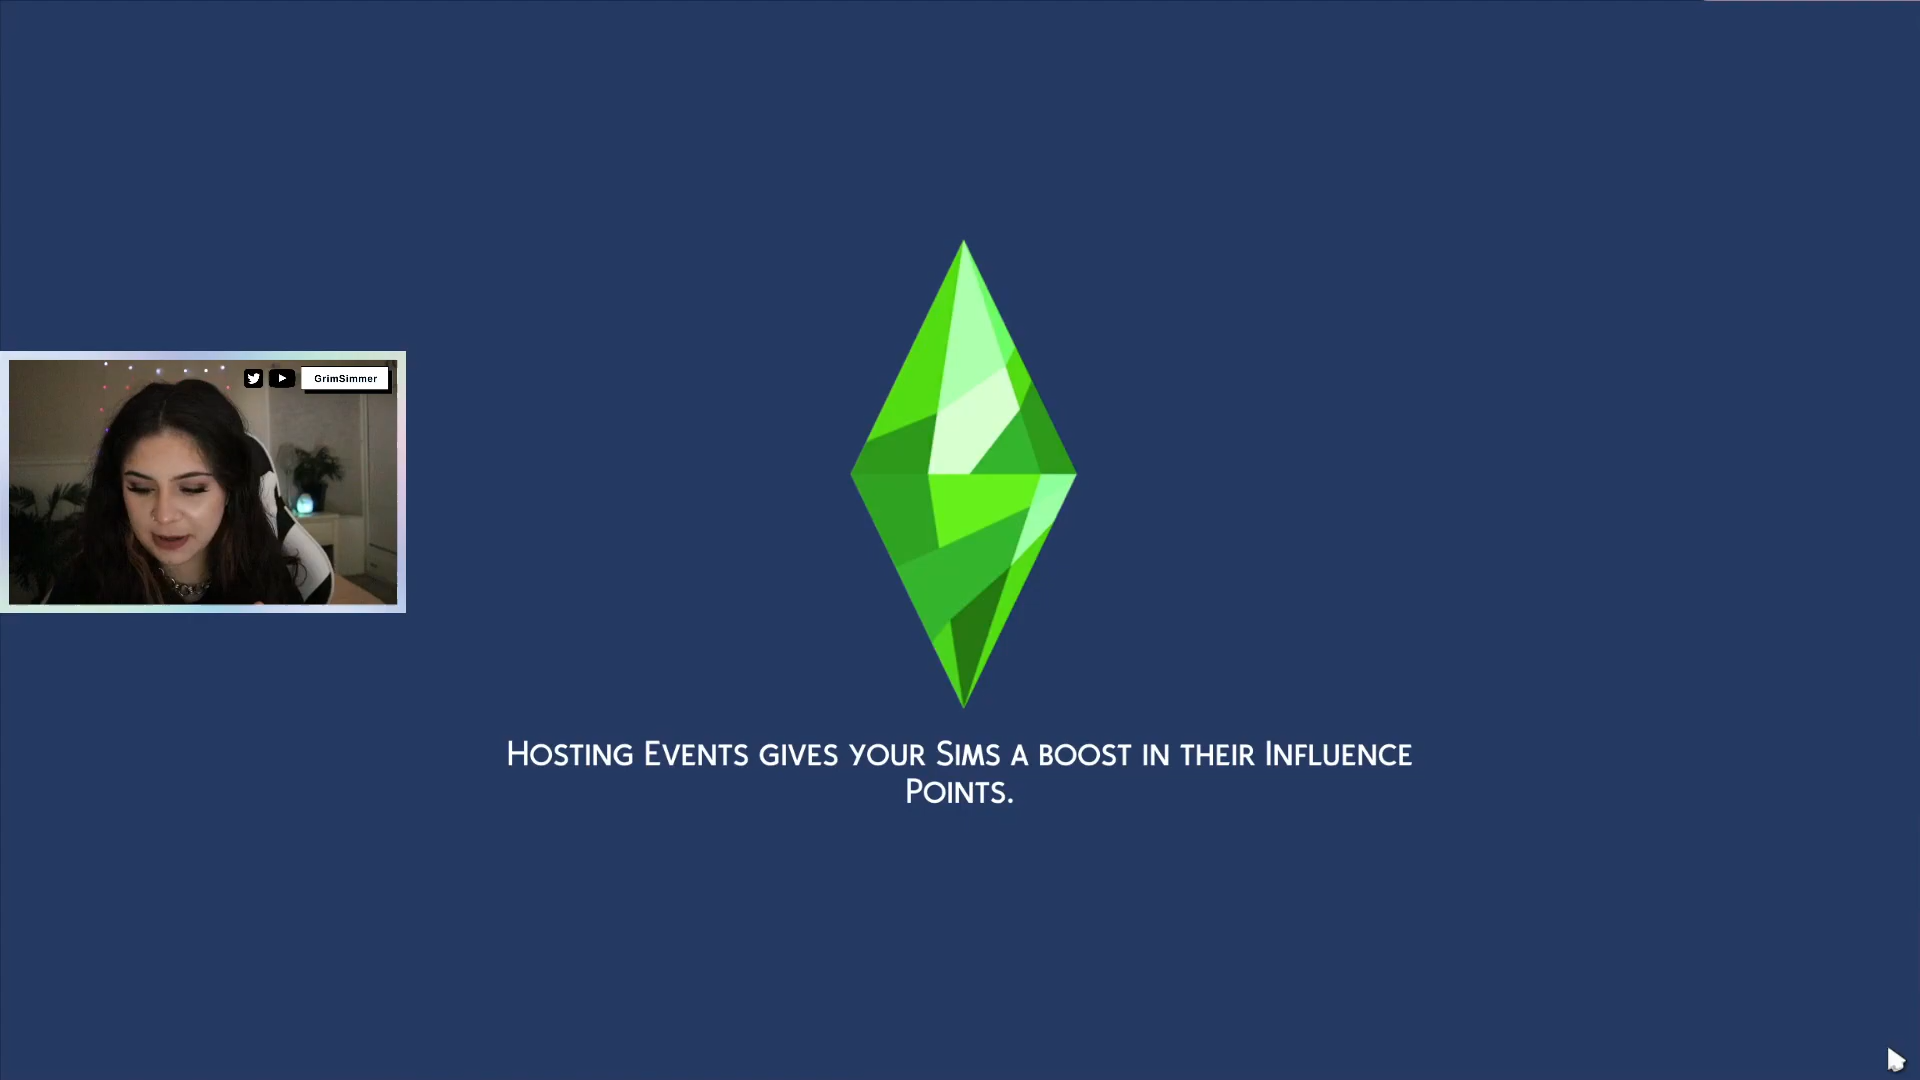 GrimSimmer
Hosting Events gives your Sims a boost in their Influence
Points.